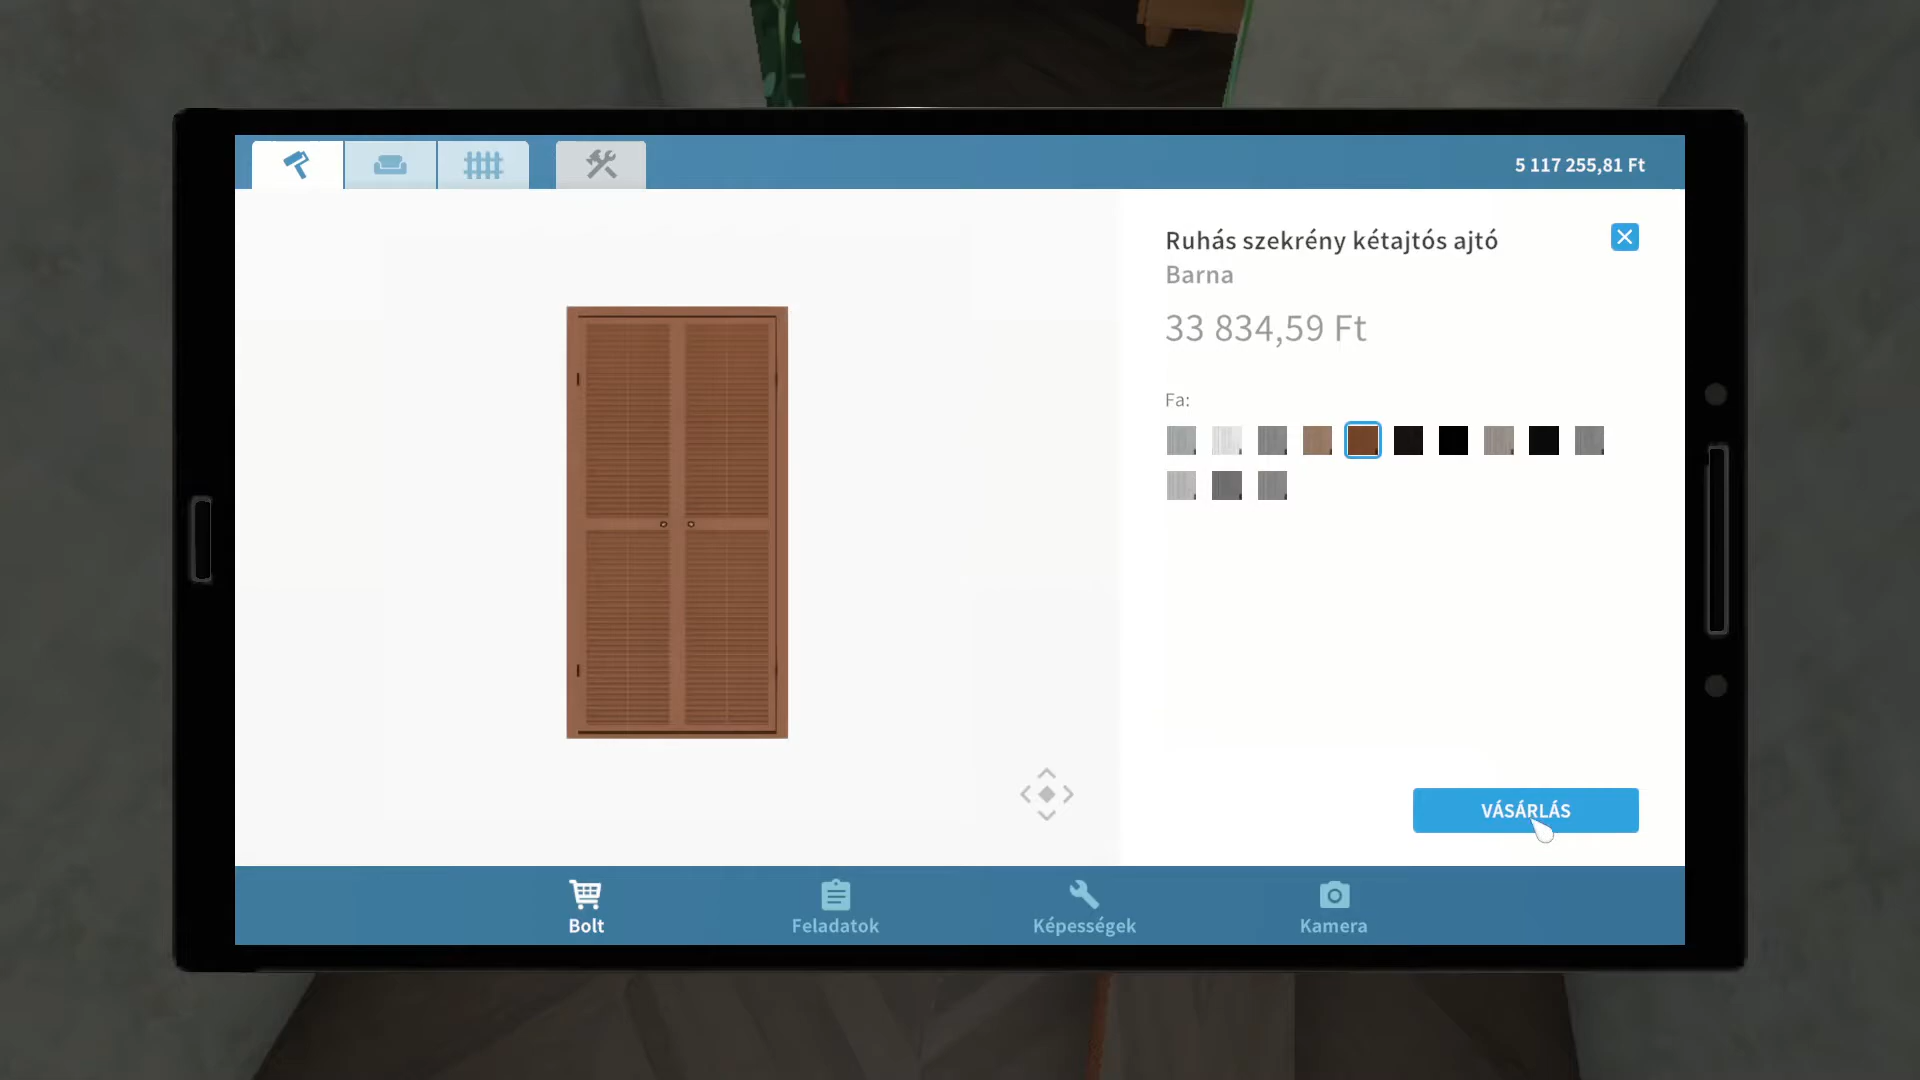 5 117 255,81 Ft
Ruhás szekrény kétajtós ajtó
Barna
33 834,59 Ft
Fa:
VÁSÁRLÁS
Bolt
Feladatok
Képességek
Kamera